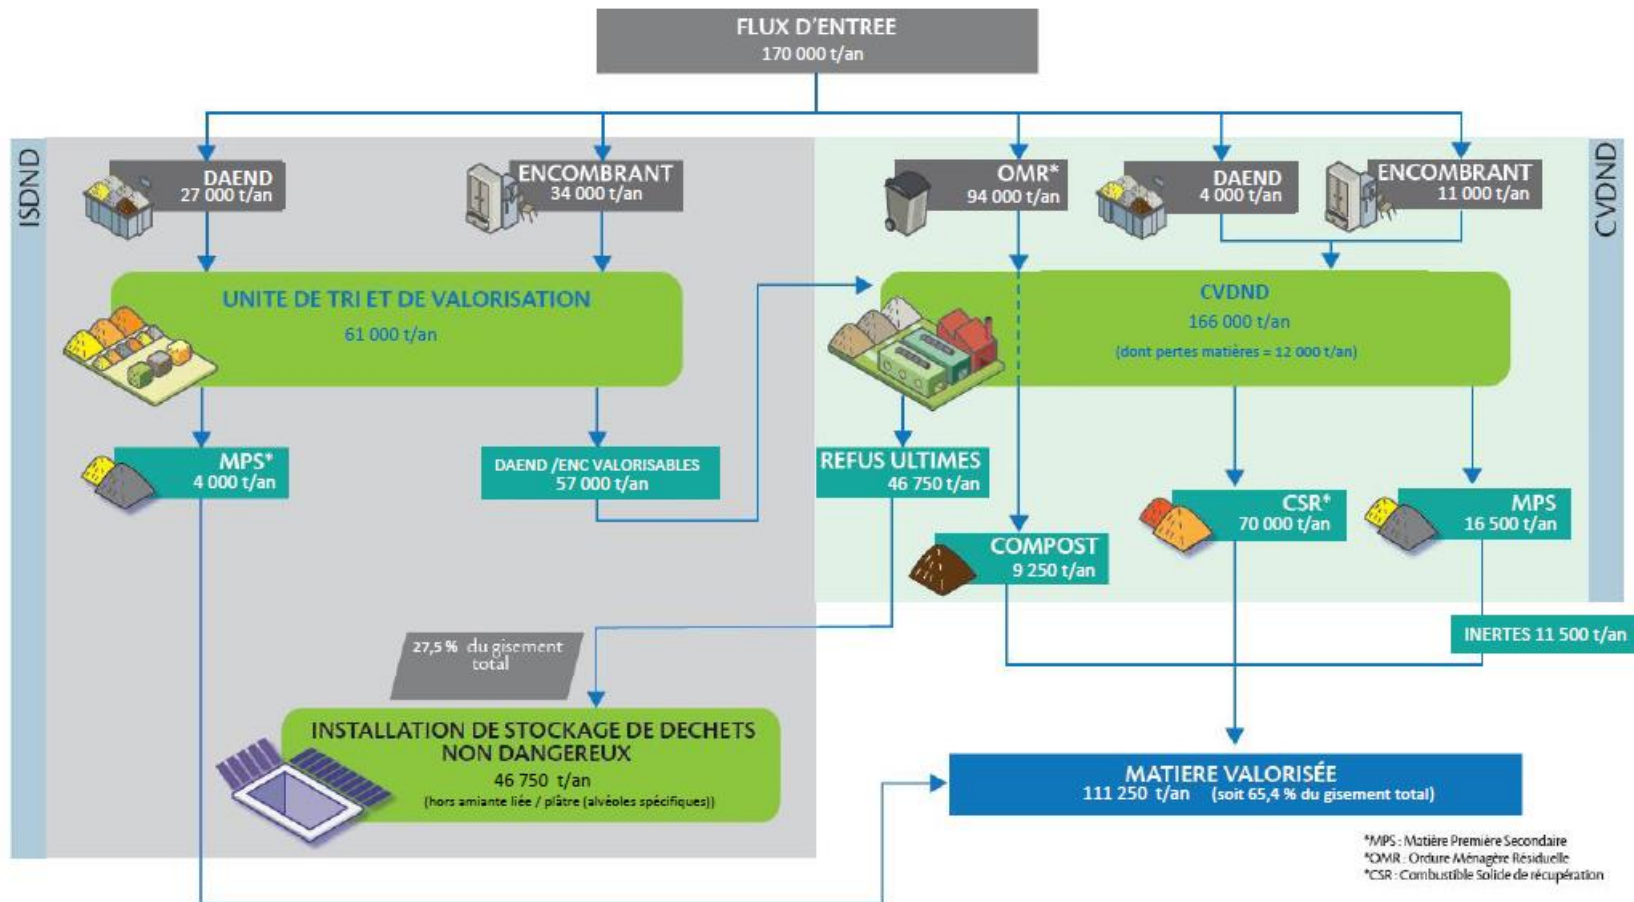 FLUX D'ENTREE
170 000 t/an
ISDND
CVDND
DAEND
27 000 t/an
ENCOMBRANT
34 000 t/an
OMR*
94 000 t/an
DAEND
4 000 t/an
ENCOMBRANT
11 000 t/an
UNITE DE TRI ET DE VALORISATION
61 000 t/an
CVDND
166 000 t/an
(dont pertes matières = 12 000 t/an)
MPS*
4 000 t/an
DAEND /ENC VALORISABLES
57 000 t/an
REFUS ULTIMES
46 750 t/an
COMPOST
9 250 t/an
CSR*
70 000 t/an
MPS
16 500 t/an
INERTES 11 500 t/an
27,5 % du gisement
total
INSTALLATION DE STOCKAGE DE DECHETS
NON DANGEREUX
46 750 t/an
(hors amiante liée / plâtre (alvéoles spécifiques))
MATIERE VALORISÉE
111 250 t/an (soit 65,4 % du gisement total)
*MPS : Matière Première Secondaire
*OMR : Ordure Ménagère Résiduelle
*CSR : Combustible Solide de récupération